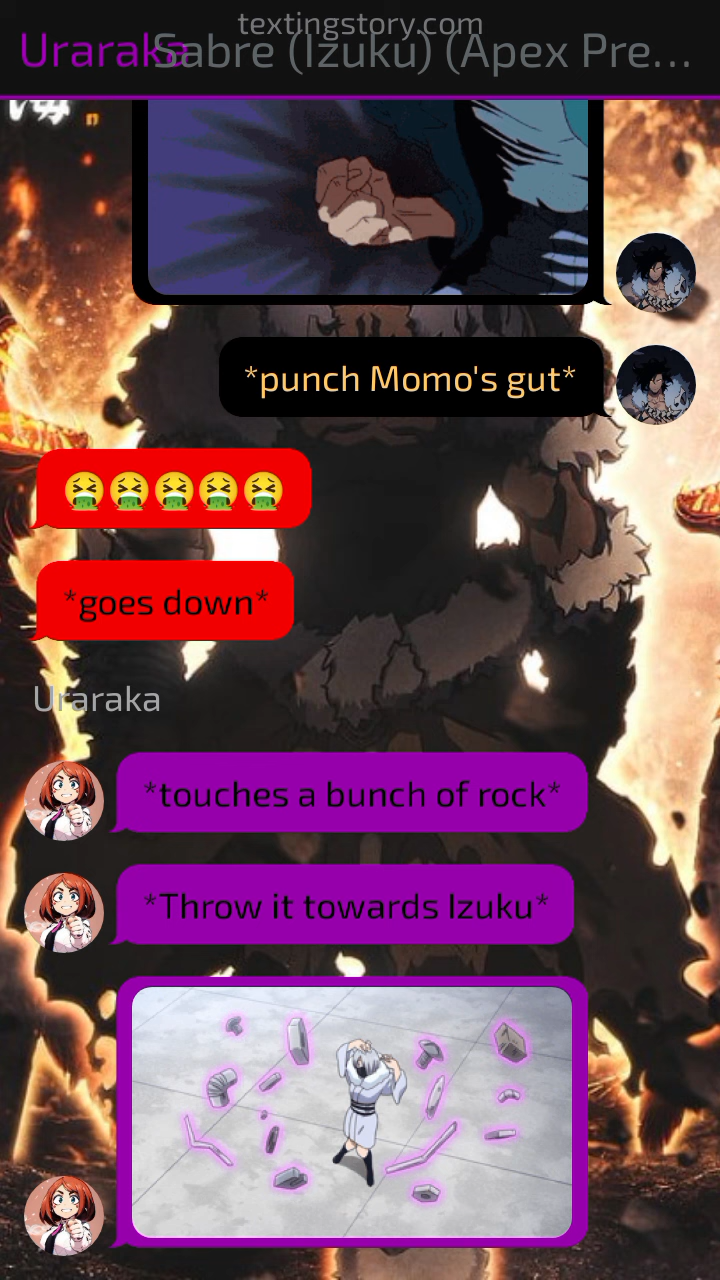 textingstory.com
Uraraka
Sabre (Izuku) (Apex Pre...
*punch Momo's gut*
🤮🤮🤮🤮🤮
*goes down*
Uraraka
*touches a bunch of rock*
*Throw it towards Izuku*